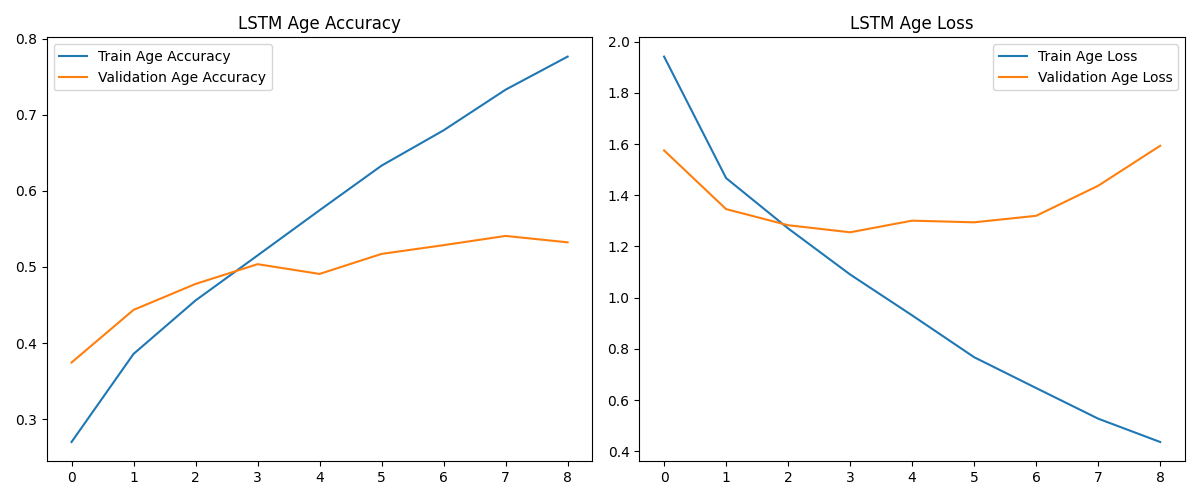 LSTM Age Accuracy
Train Age Accuracy
Validation Age Accuracy
0.8
0.7
0.6
0.5
0.4
0.3
0 1 2 3 4 5 6 7 8
LSTM Age Loss
Train Age Loss
Validation Age Loss
2.0
1.8
1.6
1.4
1.2
1.0
0.8
0.6
0.4
0 1 2 3 4 5 6 7 8